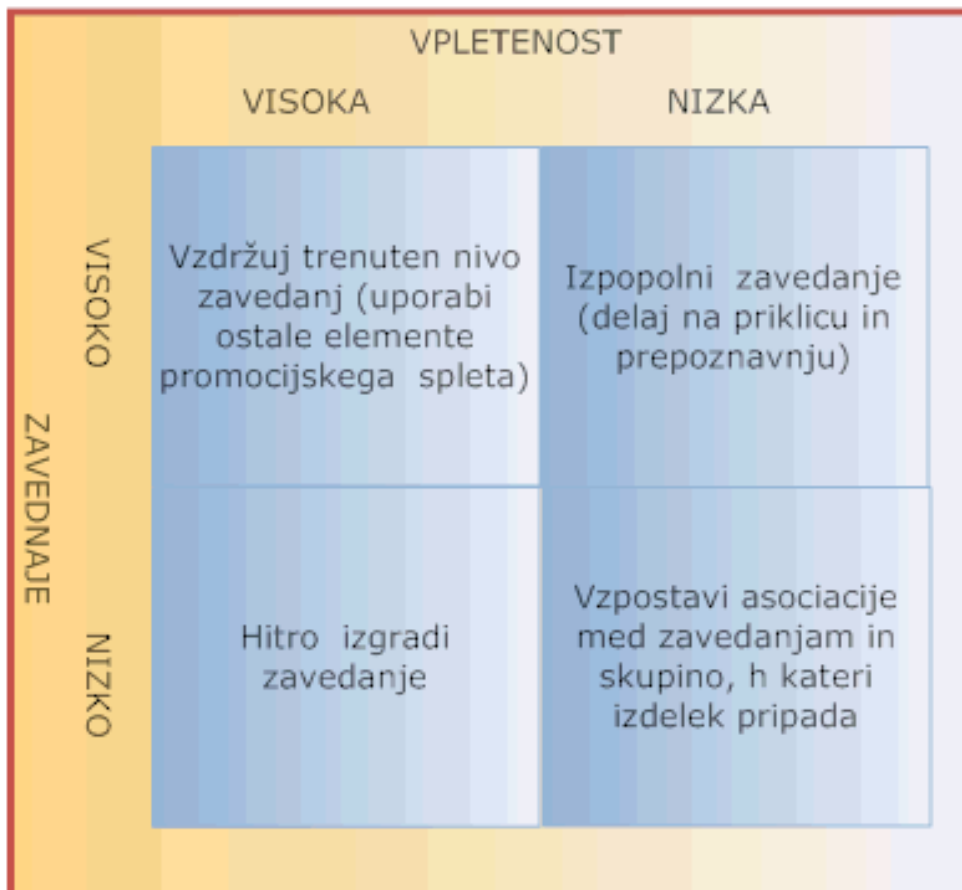 VPLETENOST
VISOKA NIZKA
ZAVEDNAJE
VISOKO
Vzdržuj trenuten nivo
zavedanj (uporabi
ostale elemente
promocijskega spleta)
Izpopolni zavedanje
(delaj na priklicu in
prepoznavnju)
NIZKO
Hitro izgradi
zavedanje
Vzpostavi asociacije
med zavedanjam in
skupino, h kateri
izdelek pripada